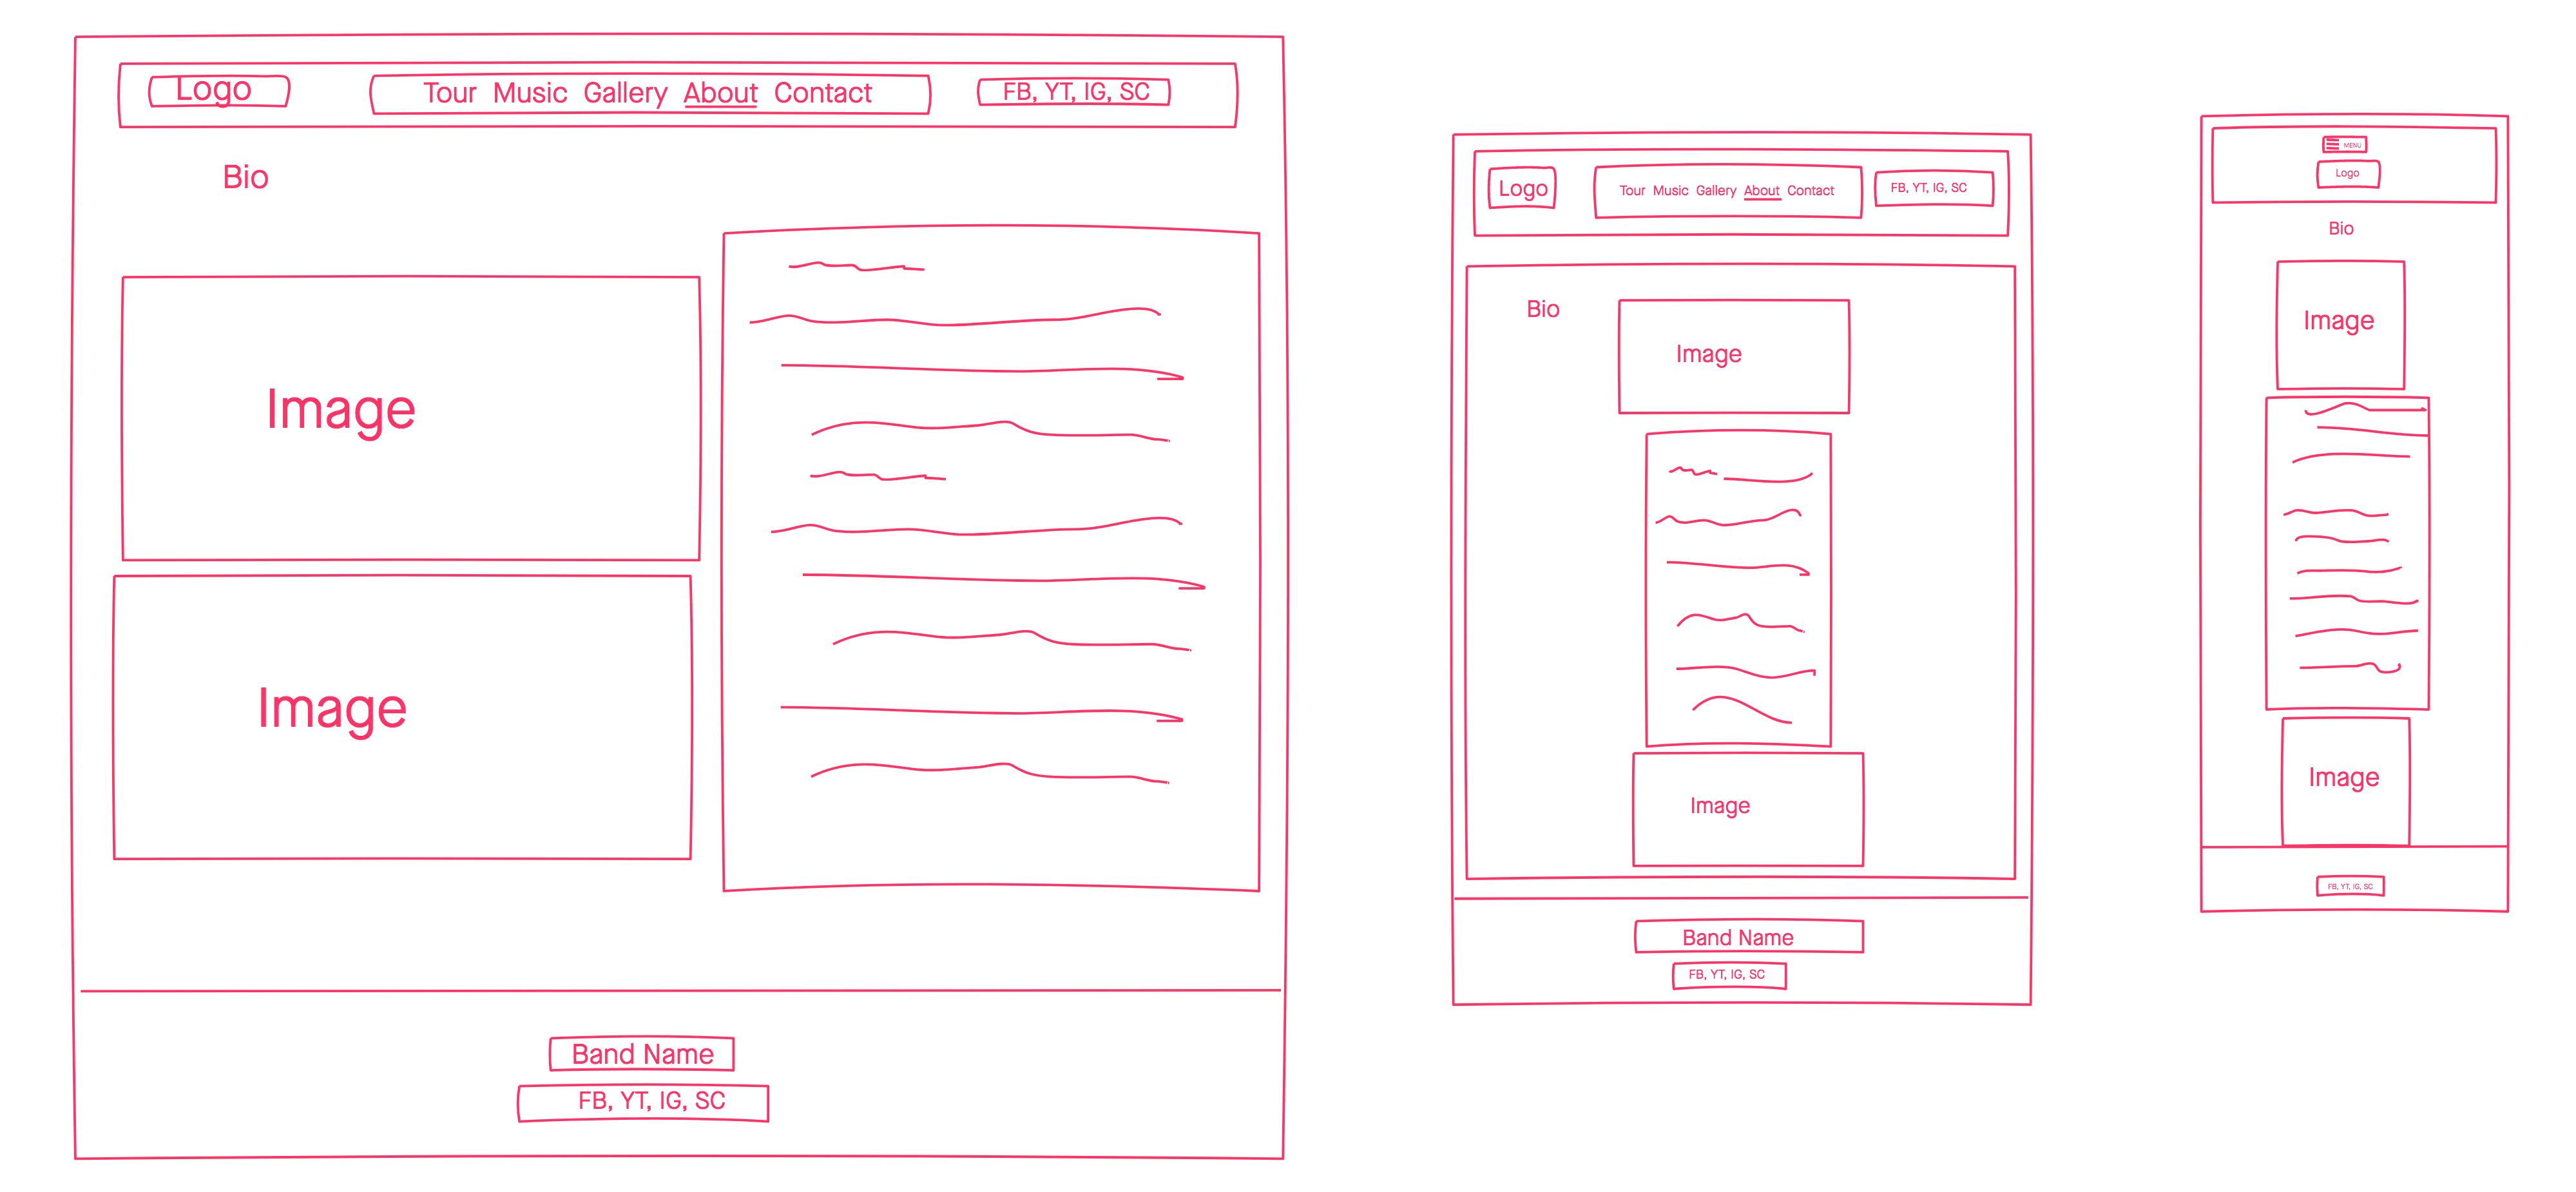 Logo
Tour Music Gallery About Contact
FB, YT, IG, SC
Bio
Image
Image
Band Name
FB, YT, IG, SC
Logo
Tour Music Gallery About Contact
FB, YT, IG, SC
Bio
Image
Image
Band Name
FB, YT, IG, SC
MENU
Logo
Bio
Image
Image
FB, YT, IG, SC